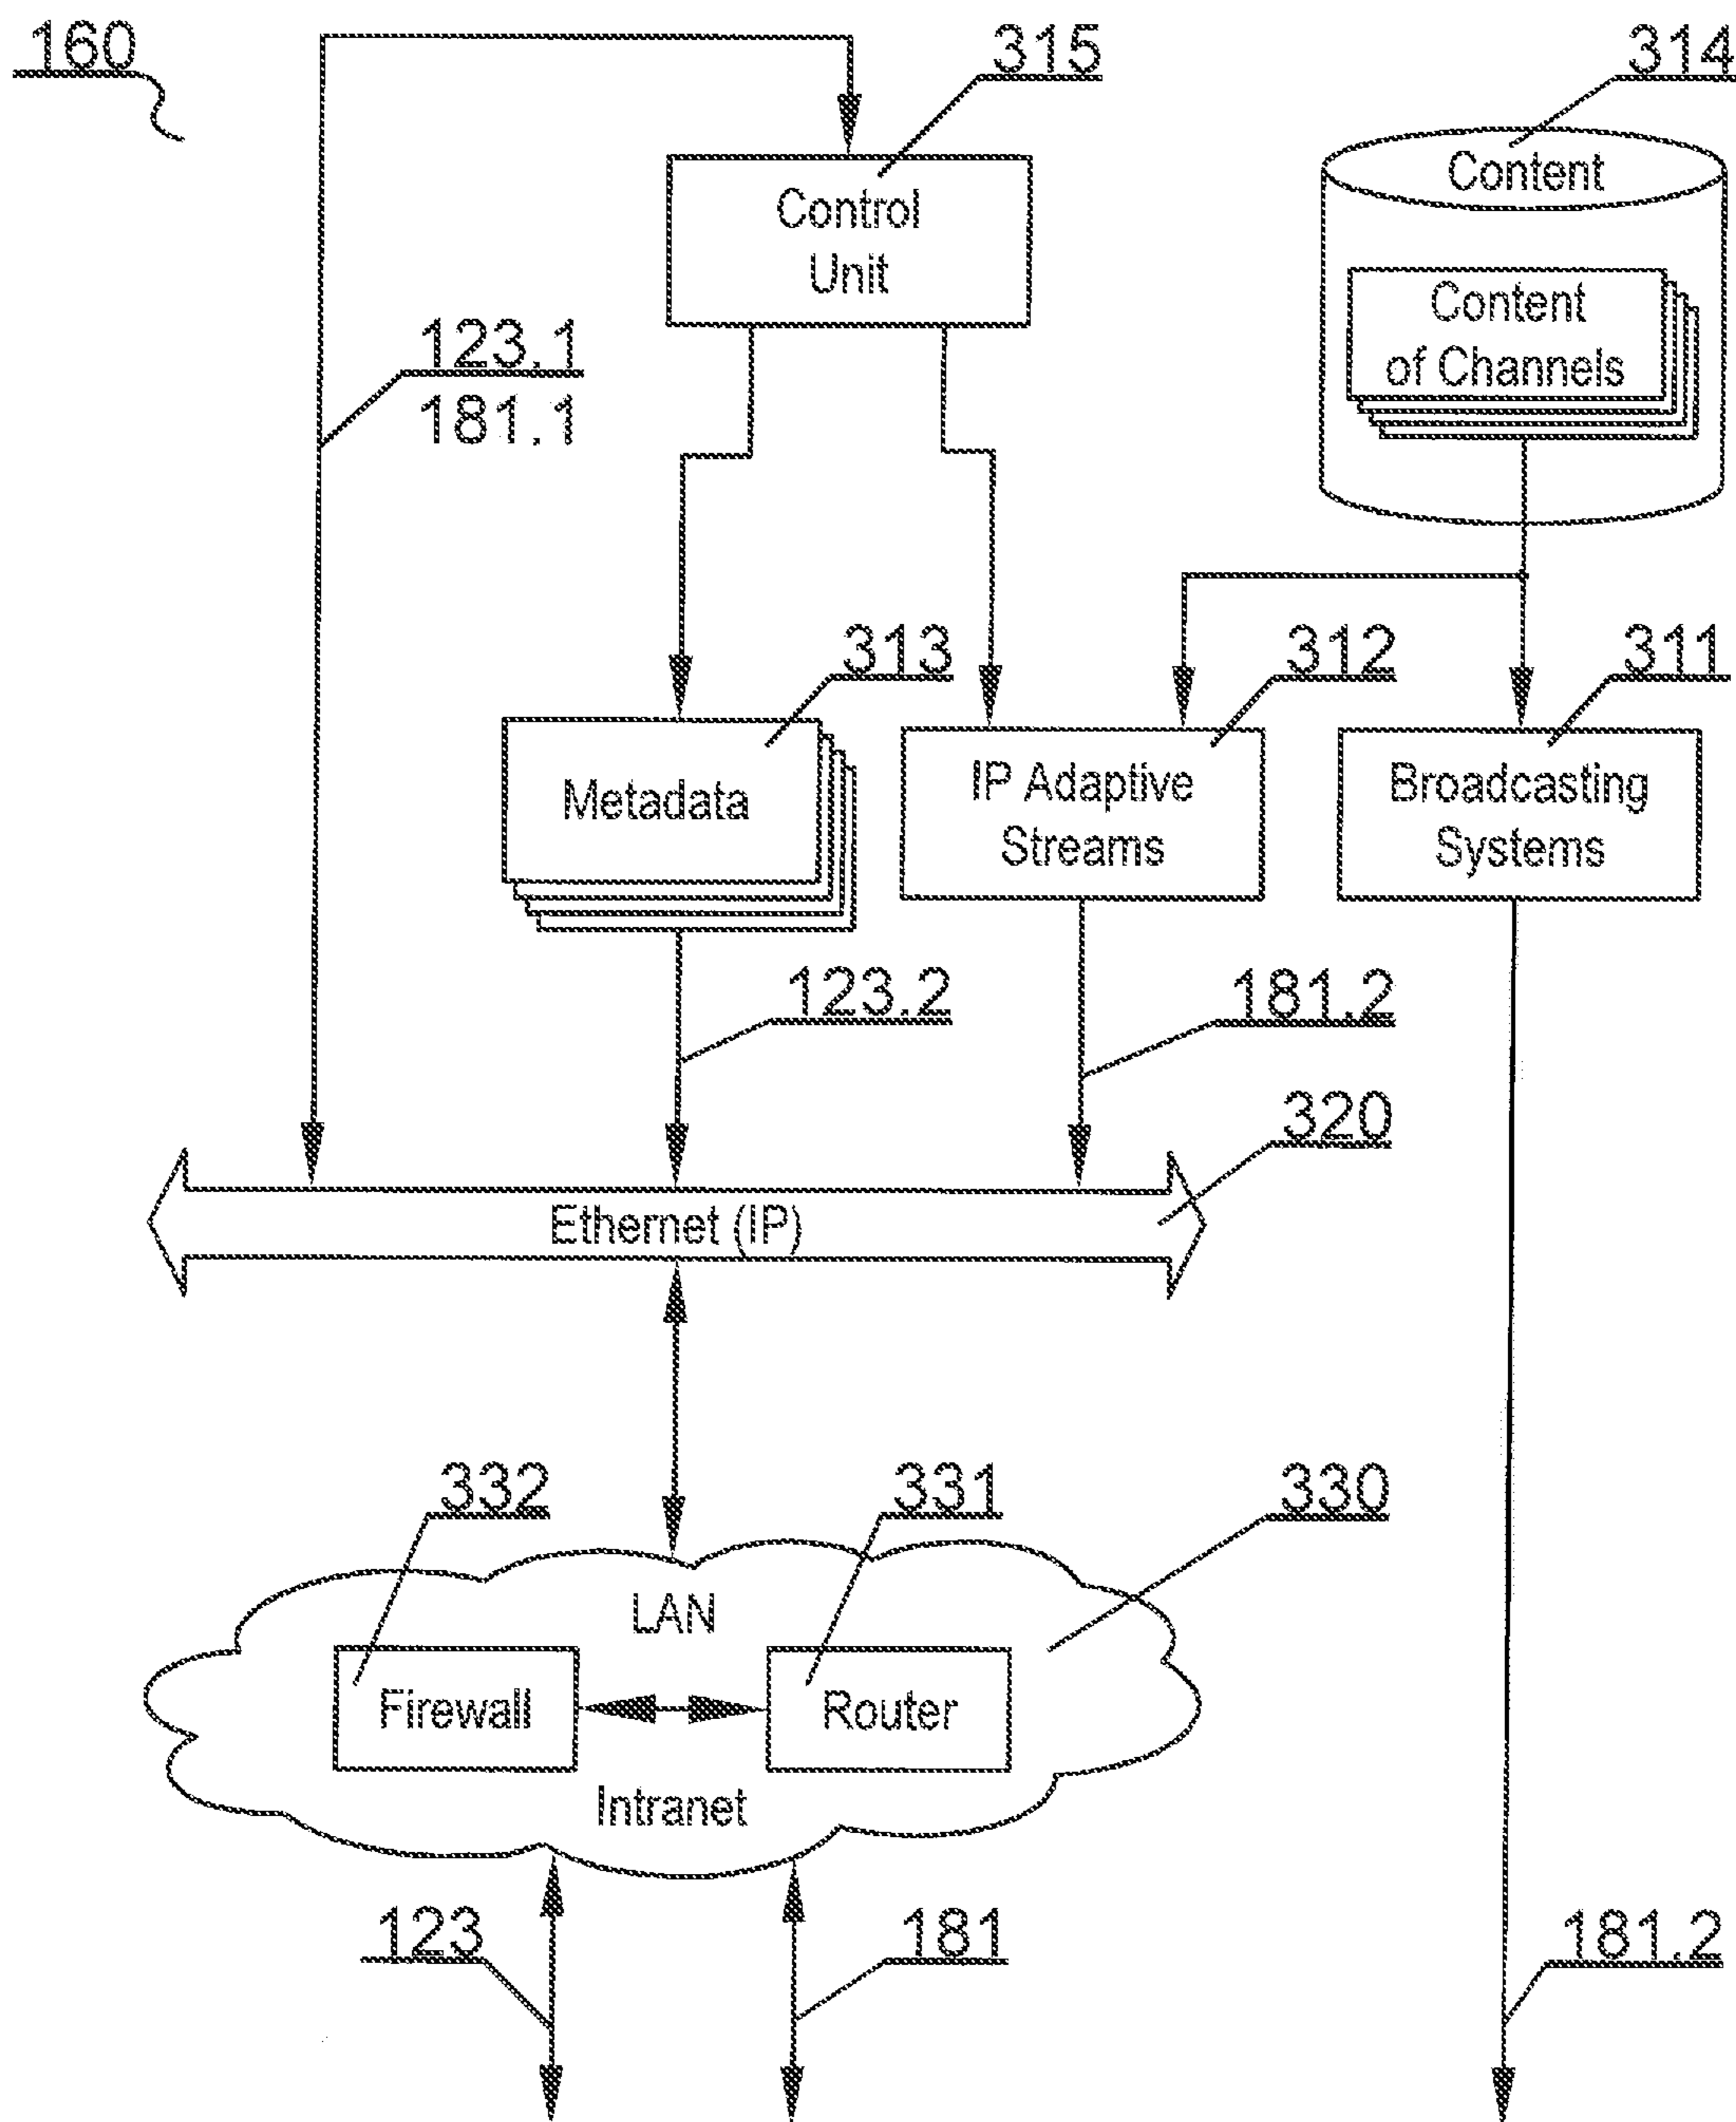 160
315
314
Control
Unit
Content
Content
of Channels
123.1
181.1
313
312
311
Metadata
IP Adaptive
Streams
Broadcasting
Systems
123.2
181.2
320
Ethernet (IP)
332
331
330
LAN
Firewall
Router
Intranet
123
181
181.2